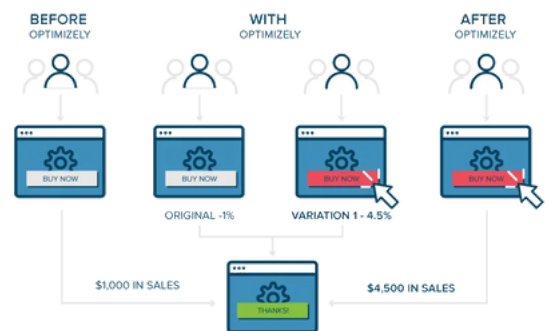 BEFORE
OPTIMIZELY
WITH
OPTIMIZELY
AFTER
OPTIMIZELY
BUY NOW
BUY NOW
BUY NOW
BUY NOW
ORIGINAL -1%
VARIATION 1 - 4.5%
$1,000 IN SALES
$4,500 IN SALES
THANKS!